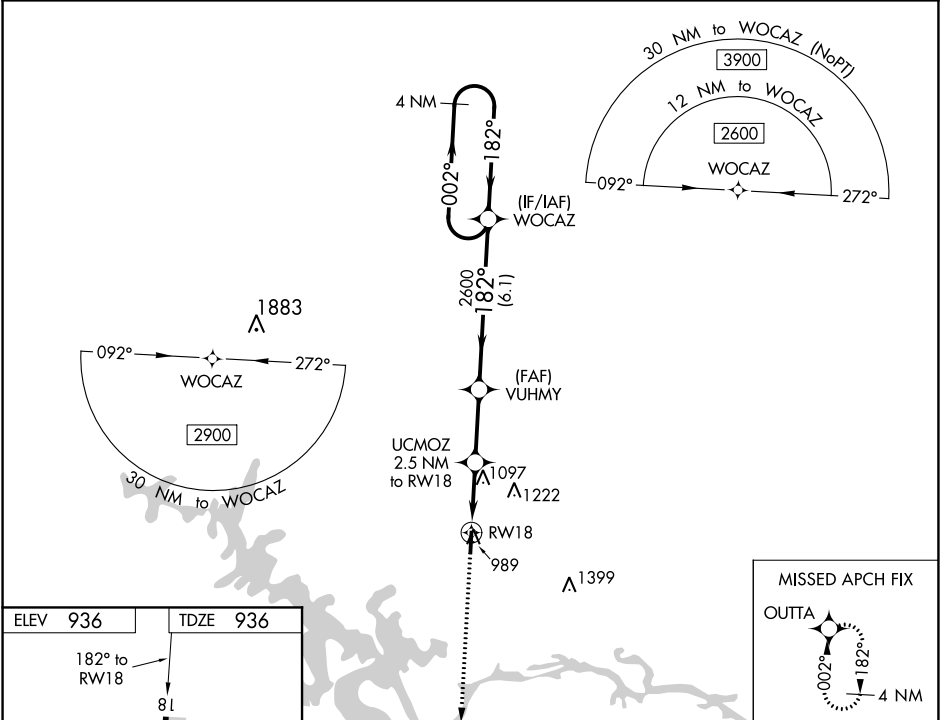 30 NM to WOCAZ (NoPT)
3900
12 NM to WOCAZ
2600
WOCAZ
092°
272°
4 NM
182°
002°
(IF/IAF)
WOCAZ
2600
182°
(6.1)
1883
092°
272°
WOCAZ
2900
30 NM to WOCAZ
(FAF)
VUHMY
UCMOZ
2.5 NM
to RW18
1097
1222
RW18
989
1399
MISSED APCH FIX
OUTTA
002°
182°
4 NM
ELEV 936
TDZE 936
182° to
RW18
18